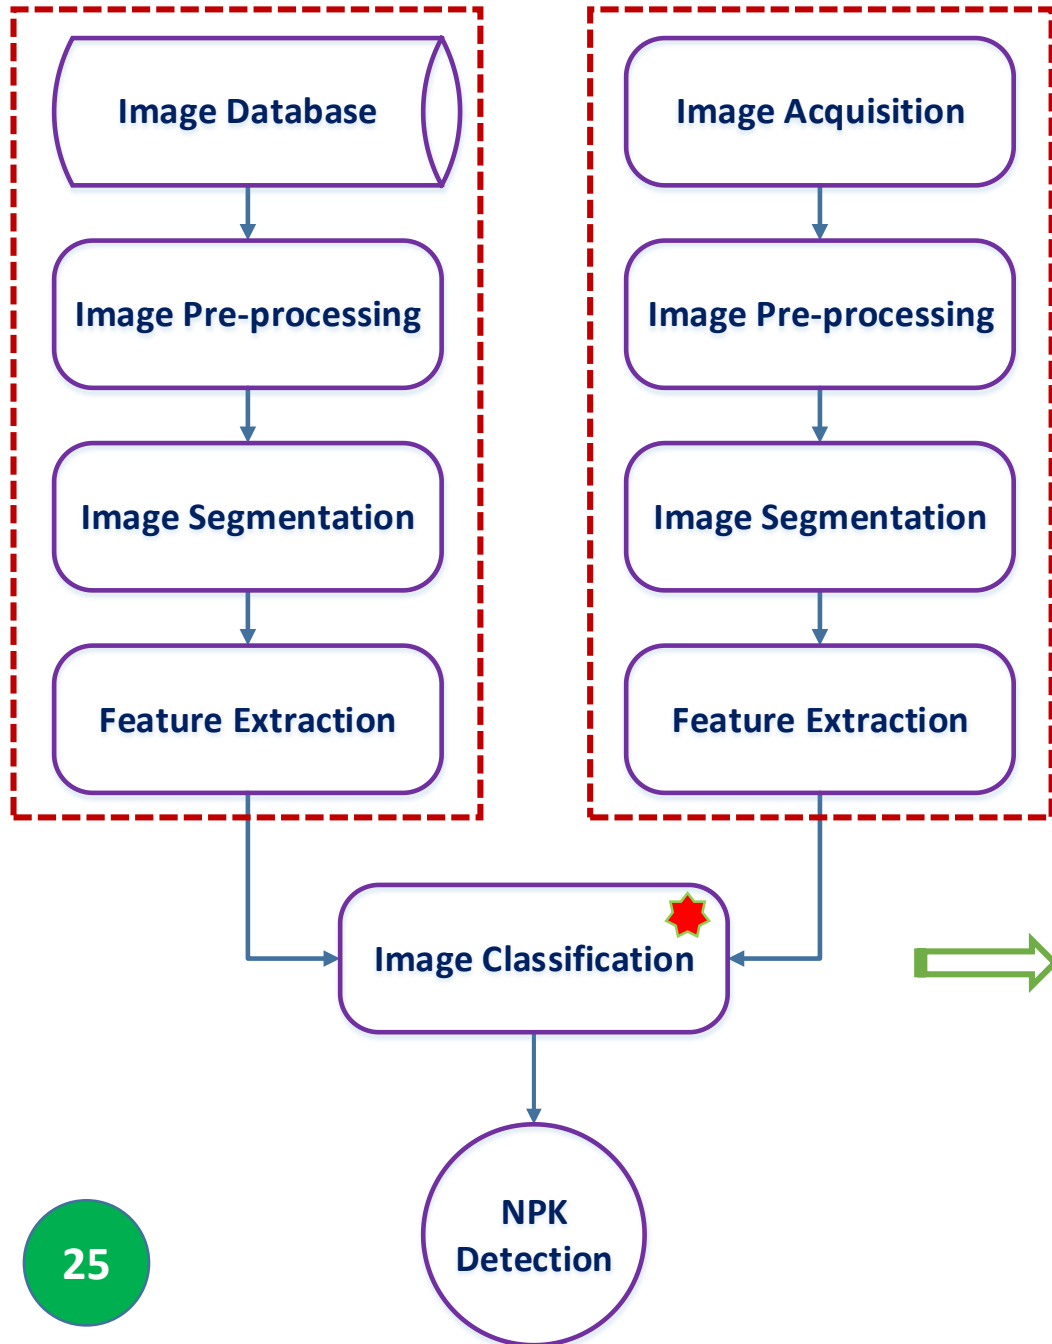 Image Database
Image Pre-processing
Image Segmentation
Feature Extraction
Image Acquisition
Image Pre-processing
Image Segmentation
Feature Extraction
Image Classification
NPK
Detection
25